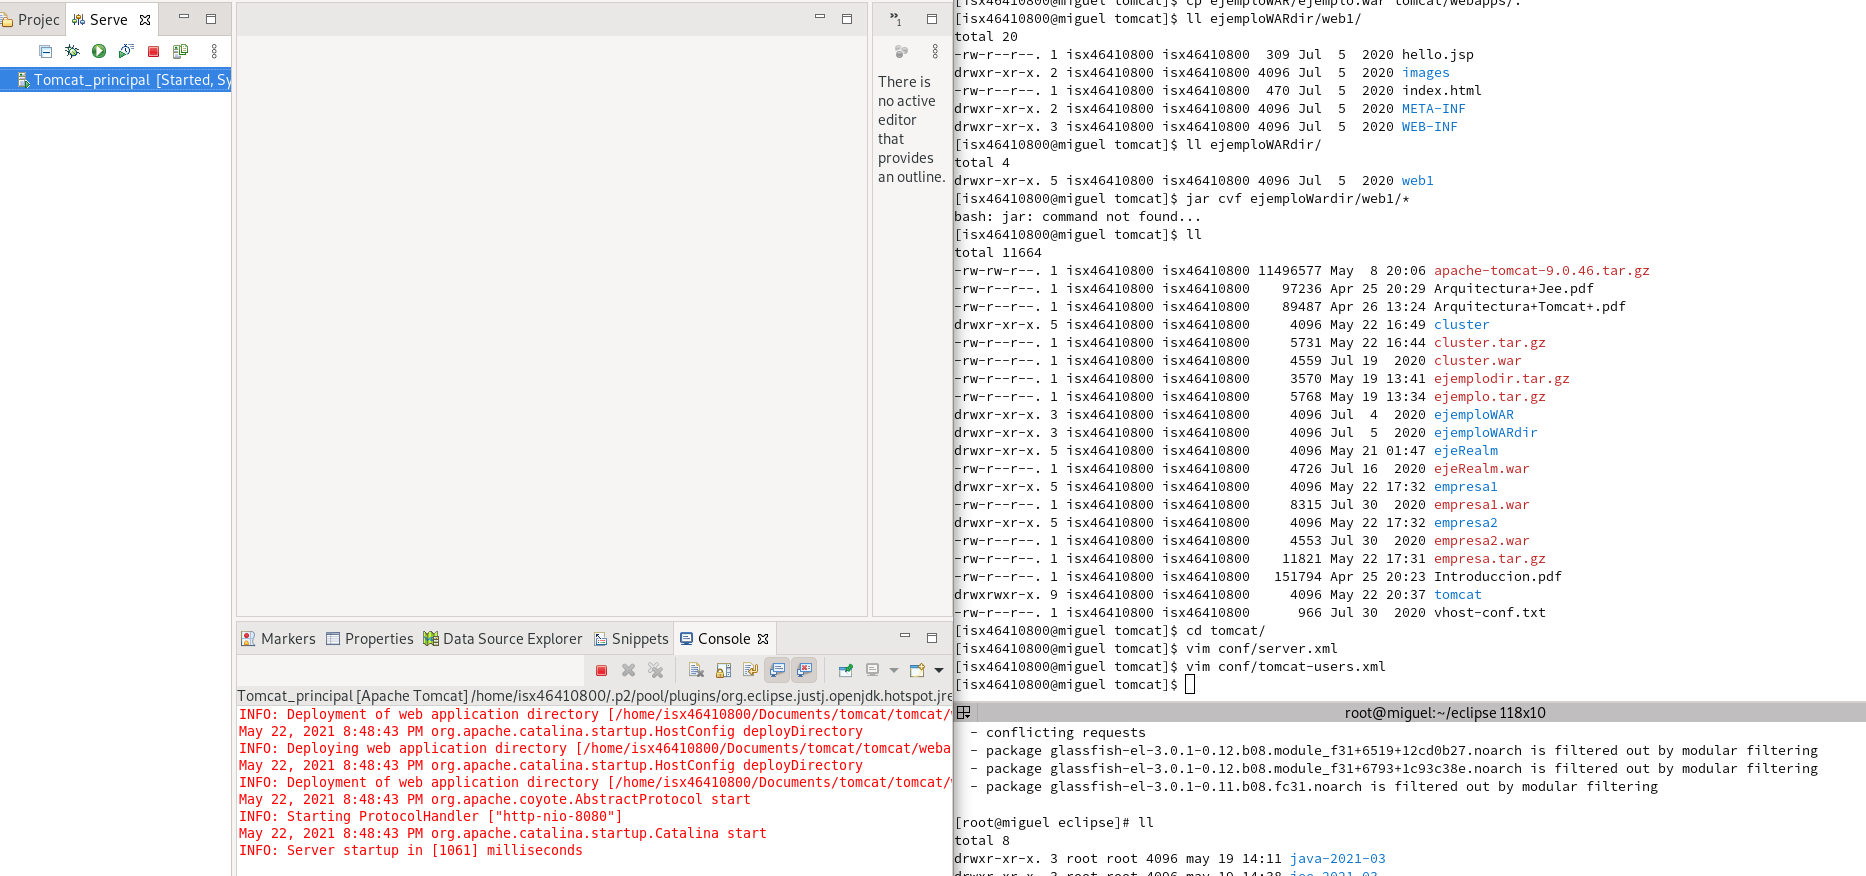 Projec
Serve
Tomcat_principal [Started, Sy
1
There is
no active
editor
that
provides
an outline.
Markers
Properties
Data Source Explorer
Snippets
Console
Tomcat_principal [Apache Tomcat] /home/isx46410800/.p2/pool/plugins/org.eclipse.justj.openjdk.hotspot.jre
INFO: Deployment of web application directory [/home/isx46410800/Documents/tomcat/tomcat/
May 22, 2021 8:48:43 PM org.apache.catalina.startup.HostConfig deployDirectory
INFO: Deploying web application directory [/home/isx46410800/Documents/tomcat/tomcat/weba
May 22, 2021 8:48:43 PM org.apache.catalina.startup.HostConfig deployDirectory
INFO: Deployment of web application directory [/home/isx46410800/Documents/tomcat/tomcat/
May 22, 2021 8:48:43 PM org.apache.coyote.AbstractProtocol start
INFO: Starting ProtocolHandler ["http-nio-8080"]
May 22, 2021 8:48:43 PM org.apache.catalina.startup.Catalina start
INFO: Server startup in [1061] milliseconds
[isx46410800@miguel tomcat]$ cp ejemploWAR/ejemplo.war tomcat/webapps/.
[isx46410800@miguel tomcat]$ ll ejemploWARdir/web1/
total 20
-rw-r--r--. 1 isx46410800 isx46410800  309 Jul  5  2020 hello.jsp
drwxr-xr-x. 2 isx46410800 isx46410800 4096 Jul  5  2020 images
-rw-r--r--. 1 isx46410800 isx46410800  470 Jul  5  2020 index.html
drwxr-xr-x. 2 isx46410800 isx46410800 4096 Jul  5  2020 META-INF
drwxr-xr-x. 3 isx46410800 isx46410800 4096 Jul  5  2020 WEB-INF
[isx46410800@miguel tomcat]$ ll ejemploWARdir/
total 4
drwxr-xr-x. 5 isx46410800 isx46410800 4096 Jul  5  2020 web1
[isx46410800@miguel tomcat]$ jar cvf ejemploWardir/web1/*
bash: jar: command not found...
[isx46410800@miguel tomcat]$ ll
total 11664
-rw-rw-r--. 1 isx46410800 isx46410800 11496577 May  8 20:06 apache-tomcat-9.0.46.tar.gz
-rw-r--r--. 1 isx46410800 isx46410800    97236 Apr 25 20:29 Arquitectura+Jee.pdf
-rw-r--r--. 1 isx46410800 isx46410800    89487 Apr 26 13:24 Arquitectura+Tomcat+.pdf
drwxr-xr-x. 5 isx46410800 isx46410800     4096 May 22 16:49 cluster
-rw-r--r--. 1 isx46410800 isx46410800     5731 May 22 16:44 cluster.tar.gz
-rw-r--r--. 1 isx46410800 isx46410800     4559 Jul 19  2020 cluster.war
-rw-r--r--. 1 isx46410800 isx46410800     3570 May 19 13:41 ejemplodir.tar.gz
-rw-r--r--. 1 isx46410800 isx46410800     5768 May 19 13:34 ejemplo.tar.gz
drwxr-xr-x. 3 isx46410800 isx46410800     4096 Jul  4  2020 ejemploWAR
drwxr-xr-x. 3 isx46410800 isx46410800     4096 Jul  5  2020 ejemploWARdir
drwxr-xr-x. 5 isx46410800 isx46410800     4096 May 21 01:47 ejeRealm
-rw-r--r--. 1 isx46410800 isx46410800     4726 Jul 16  2020 ejeRealm.war
drwxr-xr-x. 5 isx46410800 isx46410800     4096 May 22 17:32 empresa1
-rw-r--r--. 1 isx46410800 isx46410800     8315 Jul 30  2020 empresa1.war
drwxr-xr-x. 5 isx46410800 isx46410800     4096 May 22 17:32 empresa2
-rw-r--r--. 1 isx46410800 isx46410800     4553 Jul 30  2020 empresa2.war
-rw-r--r--. 1 isx46410800 isx46410800    11821 May 22 17:31 empresa.tar.gz
-rw-r--r--. 1 isx46410800 isx46410800   151794 Apr 25 20:23 Introduccion.pdf
drwxrwxr-x. 9 isx46410800 isx46410800     4096 May 22 20:37 tomcat
-rw-r--r--. 1 isx46410800 isx46410800      966 Jul 30  2020 vhost-conf.txt
[isx46410800@miguel tomcat]$ cd tomcat/
[isx46410800@miguel tomcat]$ vim conf/server.xml
[isx46410800@miguel tomcat]$ vim conf/tomcat-users.xml
[isx46410800@miguel tomcat]$
root@miguel:~/eclipse 118x10
- conflicting requests
- package glassfish-el-3.0.1-0.12.b08.module_f31+6519+12cd0b27.noarch is filtered out by modular filtering
- package glassfish-el-3.0.1-0.12.b08.module_f31+6793+1c93c38e.noarch is filtered out by modular filtering
- package glassfish-el-3.0.1-0.11.b08.fc31.noarch is filtered out by modular filtering
[root@miguel eclipse]# ll
total 8
drwxr-xr-x. 3 root root 4096 may 19 14:11 java-2021-03
drwxr-xr-x. 3 root root 4096 may 19 14:38 jee-2021-03